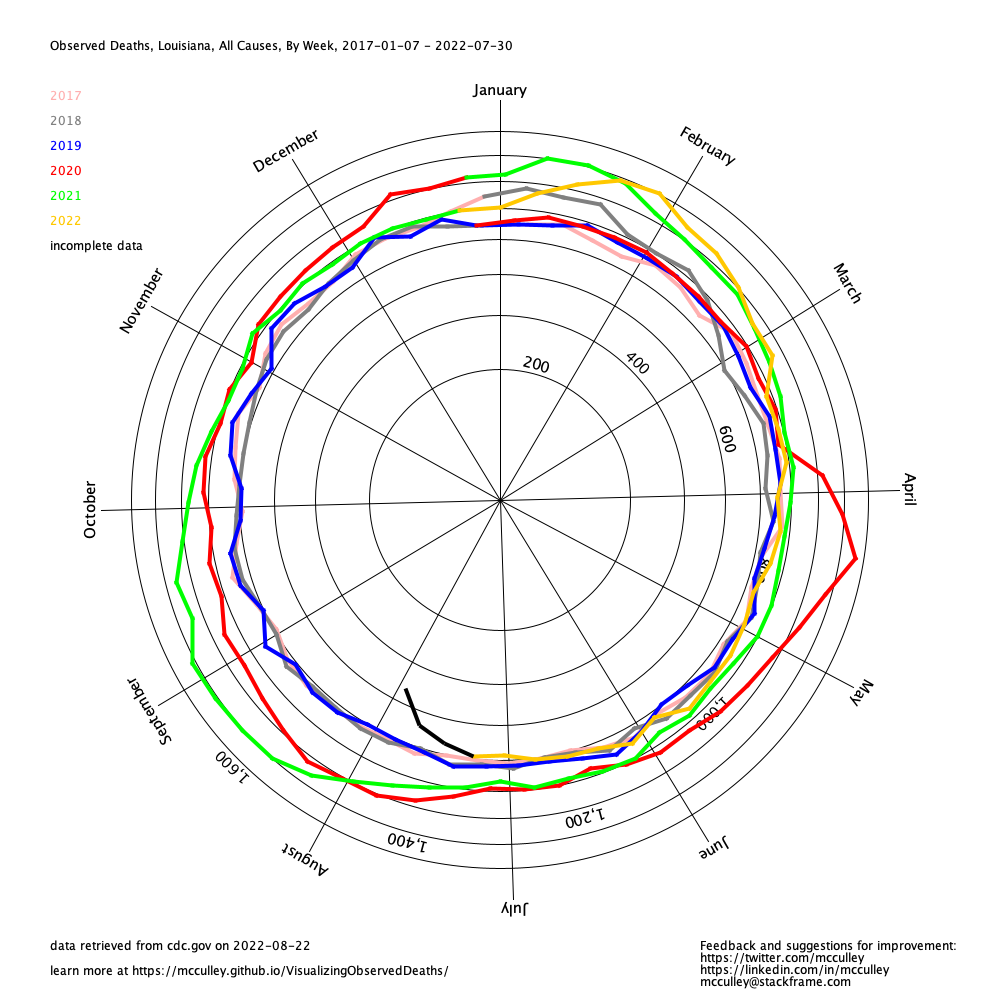 Observed Deaths, Louisiana, All Causes, By Week, 2017-01-07 - 2022-07-30
2017
2018
2019
2020
2021
2022
incomplete data
January
February
March
April
May
June
July
August
September
October
November
December
200
400
600
1,000
1,200
1,400
1,600
data retrieved from cdc.gov on 2022-08-22
learn more at https://mcculley.github.io/VisualizingObservedDeaths/
Feedback and suggestions for improvement:
https://twitter.com/mcculley
https://linkedin.com/in/mcculley
mcculley@stackframe.com